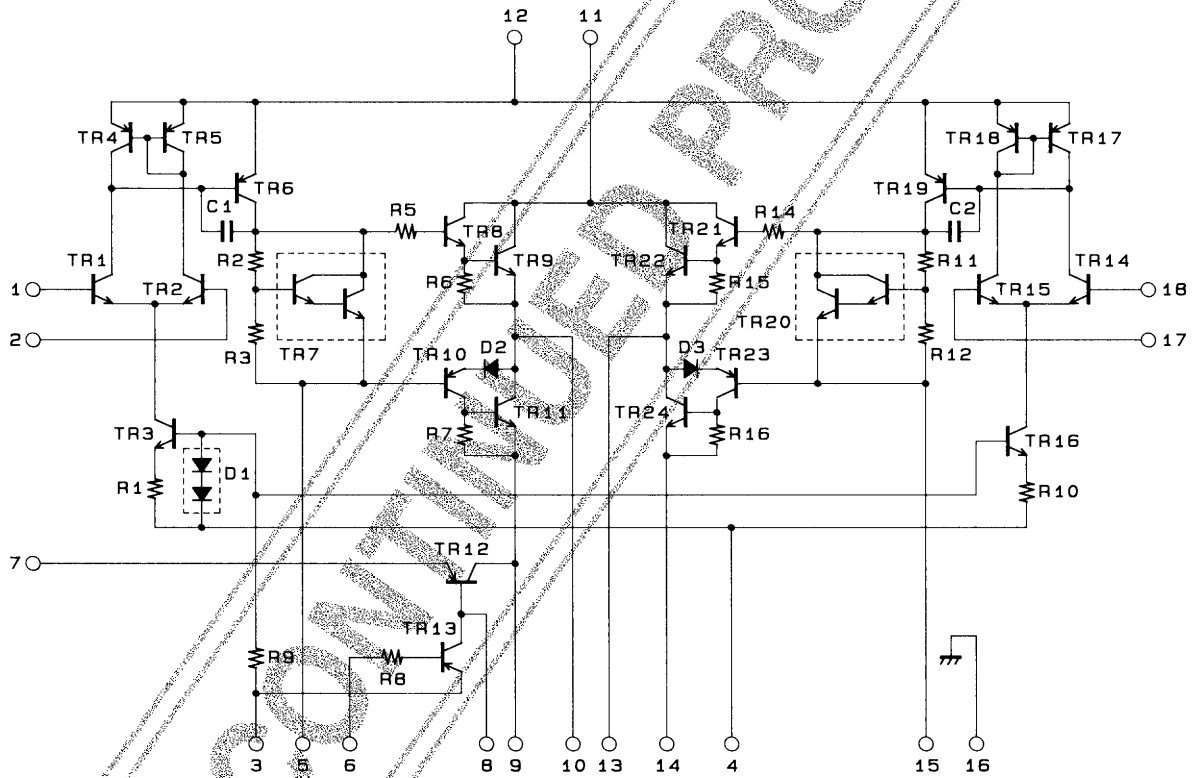 12 11
TR4 TR5 TR18 TR17
TR6 TR19
C1 R5 R14 C2
TR8 TR21
TR1 R2 TR9 TR22 R11 TR14
TR2 R6 R15 TR15
1 18
TR20
2 17
R3 TR7 TR10 D2 D3 TR23 R12
TR11 TR24
TR3 R7 R16 TR16
D1
R1 R10
TR12
7
TR13
R9
R8
3 5 6 8 9 10 13 14 4 15 16
CONTINUED PRO